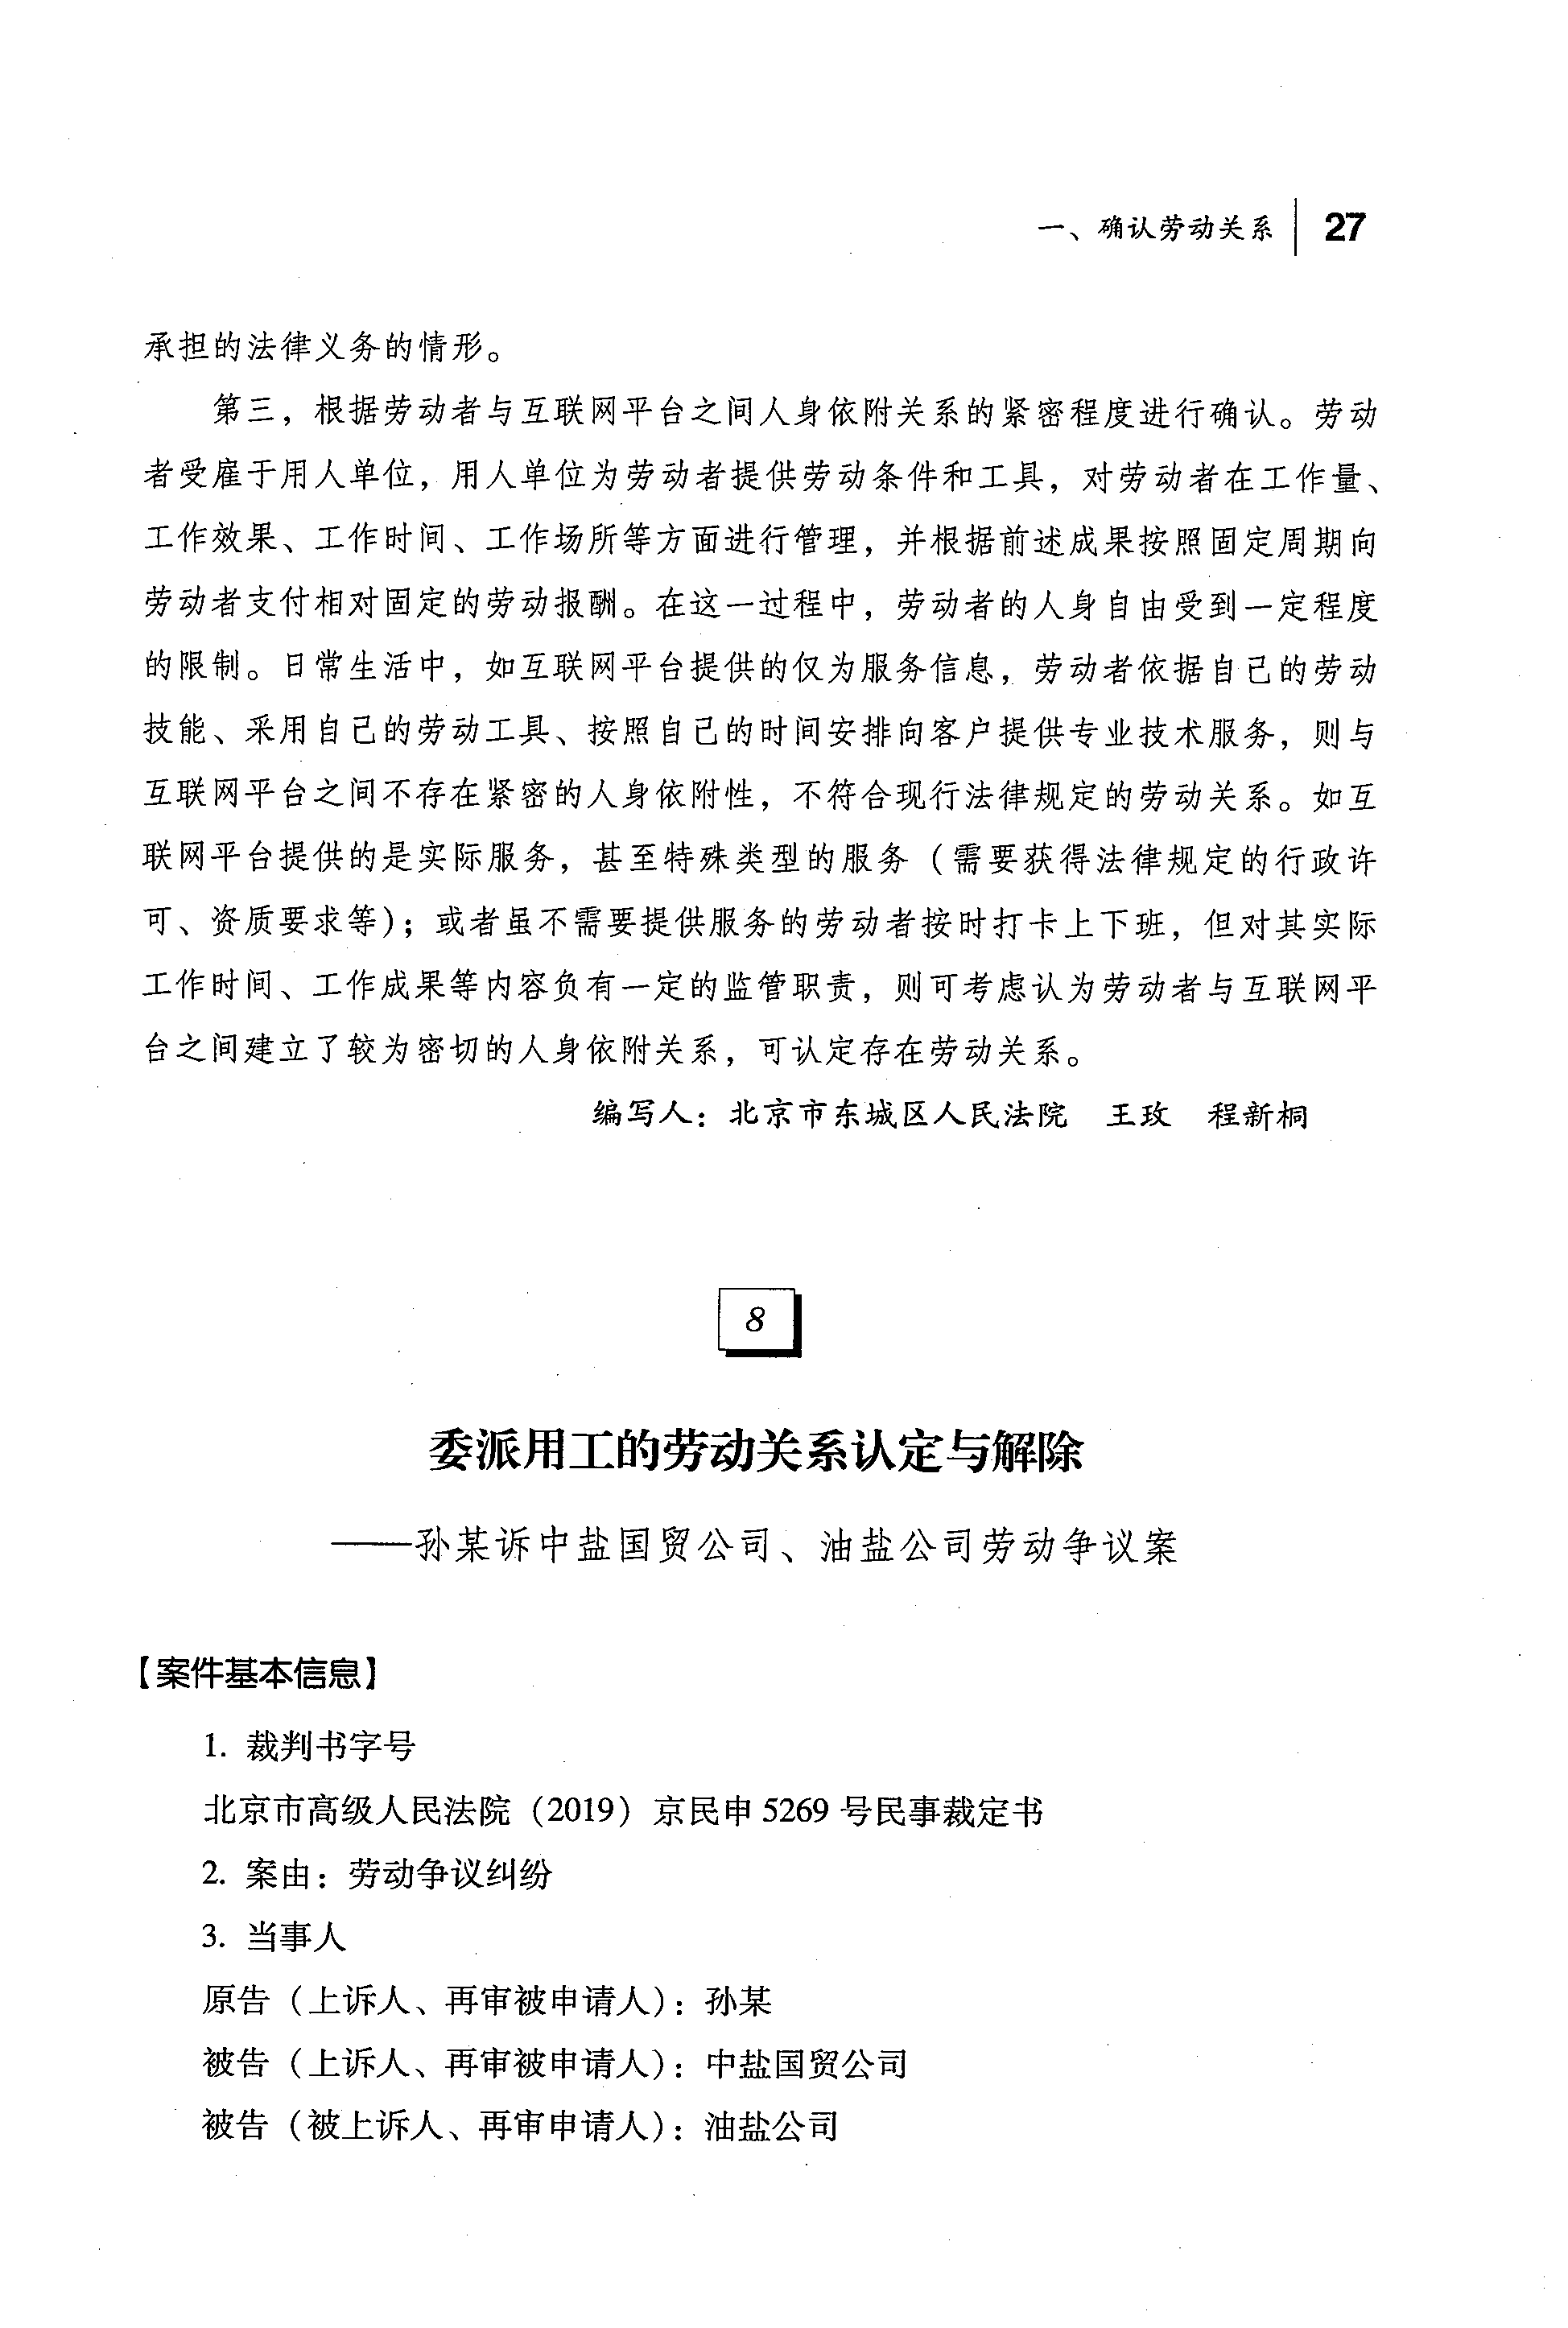 一、确认劳动关系 27
承担的法律义务的情形。
第三，根据劳动者与互联网平台之间人身依附关系的紧密程度进行确认。劳动
者受雇于用人单位，用人单位为劳动者提供劳动条件和工具，对劳动者在工作量、
工作效果、工作时间、工作场所等方面进行管理，并根据前述成果按照固定周期向
劳动者支付相对固定的劳动报酬。在这一过程中，劳动者的人身自由受到一定程度
的限制。日常生活中，如互联网平台提供的仅为服务信息，劳动者依据自己的劳动
技能、采用自己的劳动工具、按照自己的时间安排向客户提供专业技术服务，则与
互联网平台之间不存在紧密的人身依附性，不符合现行法律规定的劳动关系。如互
联网平台提供的是实际服务，甚至特殊类型的服务（需要获得法律规定的行政许
可、资质要求等）；或者虽不需要提供服务的劳动者按时打卡上下班，但对其实际
工作时间、工作成果等内容负有一定的监管职责，则可考虑认为劳动者与互联网平
台之间建立了较为密切的人身依附关系，可认定存在劳动关系。
编写人：北京市东城区人民法院　王玫　程新桐
8
委派用工的劳动关系认定与解除
——孙某诉中盐国贸公司、油盐公司劳动争议案
【案件基本信息】
1. 裁判书字号
北京市高级人民法院（2019）京民申 5269 号民事裁定书
2. 案由：劳动争议纠纷
3. 当事人
原告（上诉人、再审被申请人）：孙某
被告（上诉人、再审被申请人）：中盐国贸公司
被告（被上诉人、再审申请人）：油盐公司